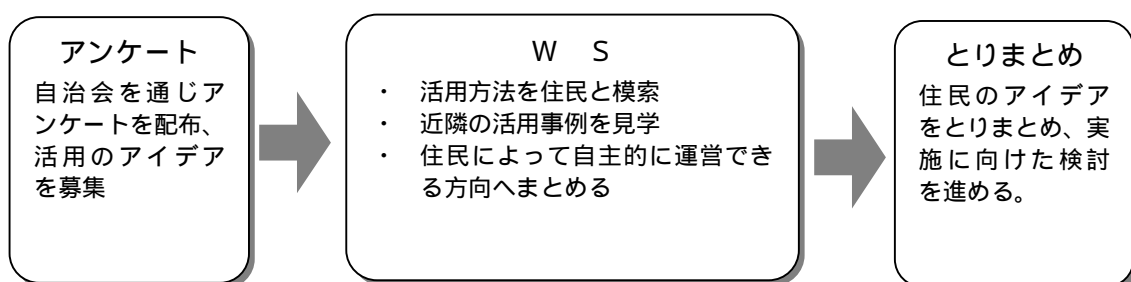 アンケート
自治会を通じア
ンケートを配布、
活用のアイデア
を募集
W S
・ 活用方法を住民と模索
・ 近隣の活用事例を見学
・ 住民によって自主的に運営でき
る方向へまとめる
とりまとめ
住民のアイデア
をとりまとめ、実
施に向けた検討
を進める。